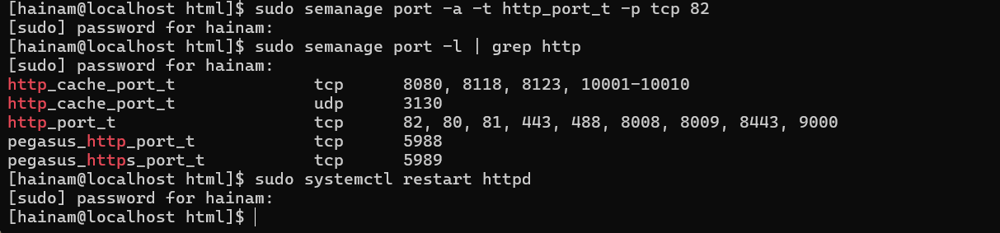 [hainam@localhost html]$ sudo semanage port -a -t http_port_t -p tcp 82
[sudo] password for hainam:
[hainam@localhost html]$ sudo semanage port -l | grep http
[sudo] password for hainam:
http_cache_port_t              tcp      8080, 8118, 8123, 10001-10010
http_cache_port_t              udp      3130
http_port_t                    tcp      82, 80, 81, 443, 488, 8008, 8009, 8443, 9000
pegasus_http_port_t            tcp      5988
pegasus_https_port_t           tcp      5989
[hainam@localhost html]$ sudo systemctl restart httpd
[sudo] password for hainam:
[hainam@localhost html]$